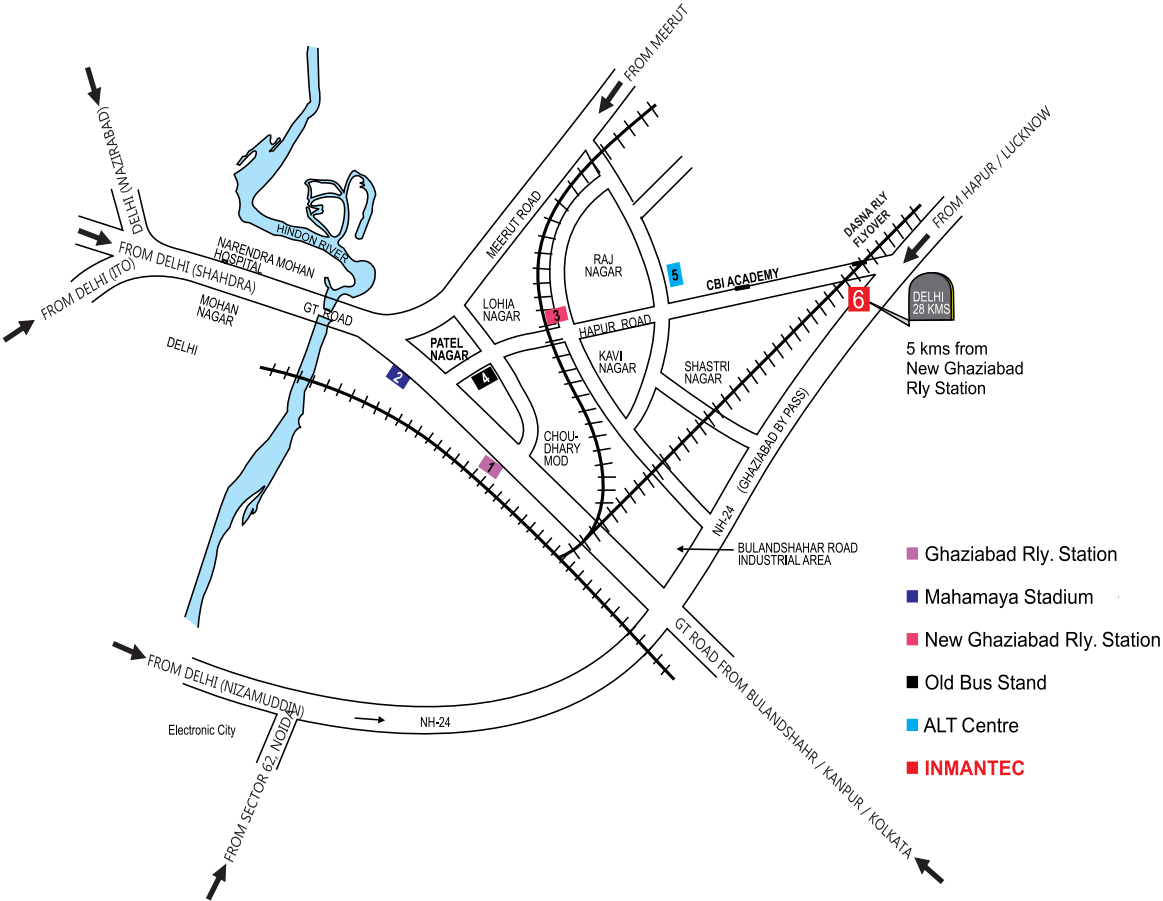 FROM MEERUT
DELHI (WAZIRABAD)
FROM HAPUR / LUCKNOW
DASNA RLY
FLYOVER
MEERUT ROAD
HINDON RIVER
NARENDRA MOHAN
HOSPITAL
FROM DELHI (SHAHDRA)
FROM DELHI (ITO)
MOHAN
NAGAR
GT ROAD
DELHI
RAJ
NAGAR
5
CBI ACADEMY
6
DELHI
28 KMS
LOHIA
NAGAR
3
HAPUR ROAD
PATEL
NAGAR
KAVI
NAGAR
SHASTRI
NAGAR
5 kms from
New Ghaziabad
Rly Station
2
4
(GHAZIABAD BY PASS)
CHOU-
DHARY
MOD
1
NH-24
BULANDSHAHAR ROAD
INDUSTRIAL AREA
Ghaziabad Rly. Station
Mahamaya Stadium
New Ghaziabad Rly. Station
Old Bus Stand
ALT Centre
INMANTEC
GT ROAD FROM BULANDSHAHR / KANPUR / KOLKATA
FROM DELHI (NIZAMUDDIN)
NH-24
Electronic City
FROM SECTOR 62, NOIDA